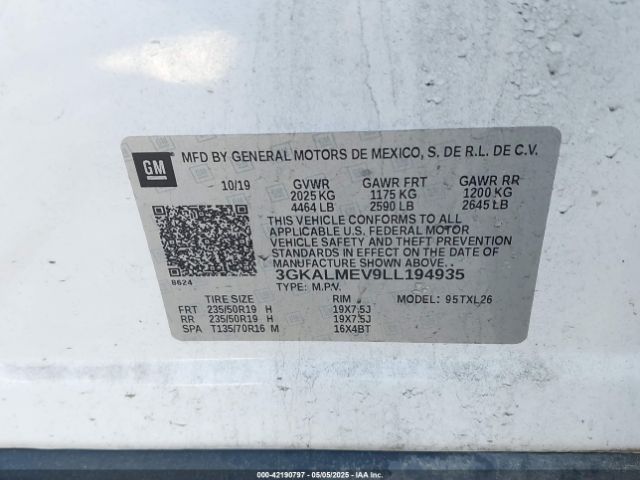 GM
MFD BY GENERAL MOTORS DE MEXICO, S. DE R.L. DE C.V.
10/19 GVWR GAWR FRT GAWR RR
2025 KG 1175 KG 1200 KG
4464 LB 2590 LB 2645 LB
THIS VEHICLE CONFORMS TO ALL
APPLICABLE U.S. FEDERAL MOTOR
VEHICLE SAFETY AND THEFT PREVENTION
STANDARDS IN EFFECT ON THE DATE OF
MANUFACTURE SHOWN ABOVE.
3GKALMEV9LL194935
8624 TYPE: M.P.V.
TIRE SIZE RIM MODEL: 95TXL26
FRT 235/50R19 H 19X7.5J
RR 235/50R19 H 19X7.5J
SPA T135/70R16 M 16X4BT
000-42190797 - 05/05/2025 - IAAI.COM